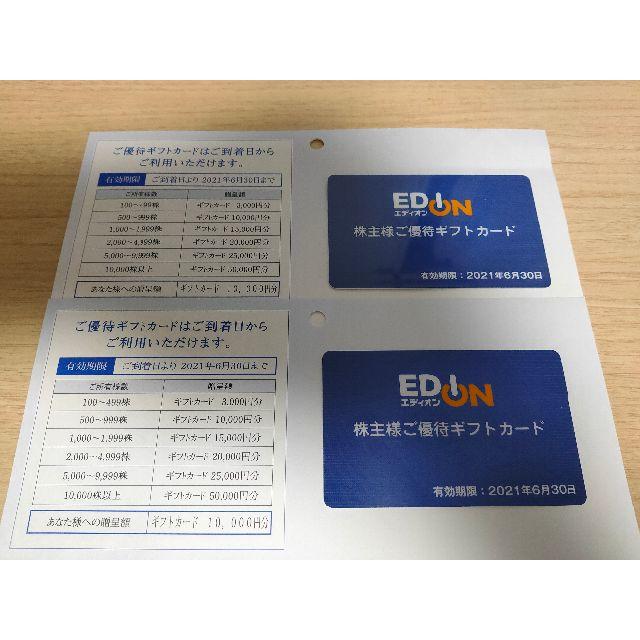 ご優待ギフトカードはご到着日から
ご利用いただけます。
有効期限 ご到着日より 2021年6月30日まで
ご所有株数 贈呈額
100～499株 ギフトカード 3,000円分
500～999株 ギフトカード 10,000円分
1,000～1,999株 ギフトカード 15,000円分
2,000～4,999株 ギフトカード 20,000円分
5,000～9,999株 ギフトカード 25,000円分
10,000株以上 ギフトカード 50,000円分
あなた様への贈呈額 ギフトカード
EDION
エディオン
株主様ご優待ギフトカード
有効期限：2021年6月30日
ご優待ギフトカードはご到着日から
ご利用いただけます。
有効期限 ご到着日より 2021年6月30日まで
ご所有株数 贈呈額
100～499株 ギフトカード 3,000円分
500～999株 ギフトカード 10,000円分
1,000～1,999株 ギフトカード 15,000円分
2,000～4,999株 ギフトカード 20,000円分
5,000～9,999株 ギフトカード 25,000円分
10,000株以上 ギフトカード 50,000円分
あなた様への贈呈額 ギフトカード 10,000円分
EDION
エディオン
株主様ご優待ギフトカード
有効期限：2021年6月30日